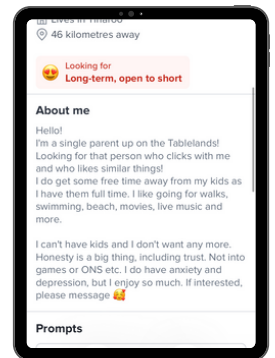 Lives in Tinaroo
46 kilometres away
Looking for
Long-term, open to short
About me
Hello!
I'm a single parent up on the Tablelands!
Looking for that person who clicks with me
and who likes similar things!
I do get some free time away from my kids as
I have them full time. I like going for walks,
swimming, beach, movies, live music and
more.
I can't have kids and I don't want any more.
Honesty is a big thing, including trust. Not into
games or ONS etc. I do have anxiety and
depression, but I enjoy so much. If interested,
please message 🥰
Prompts